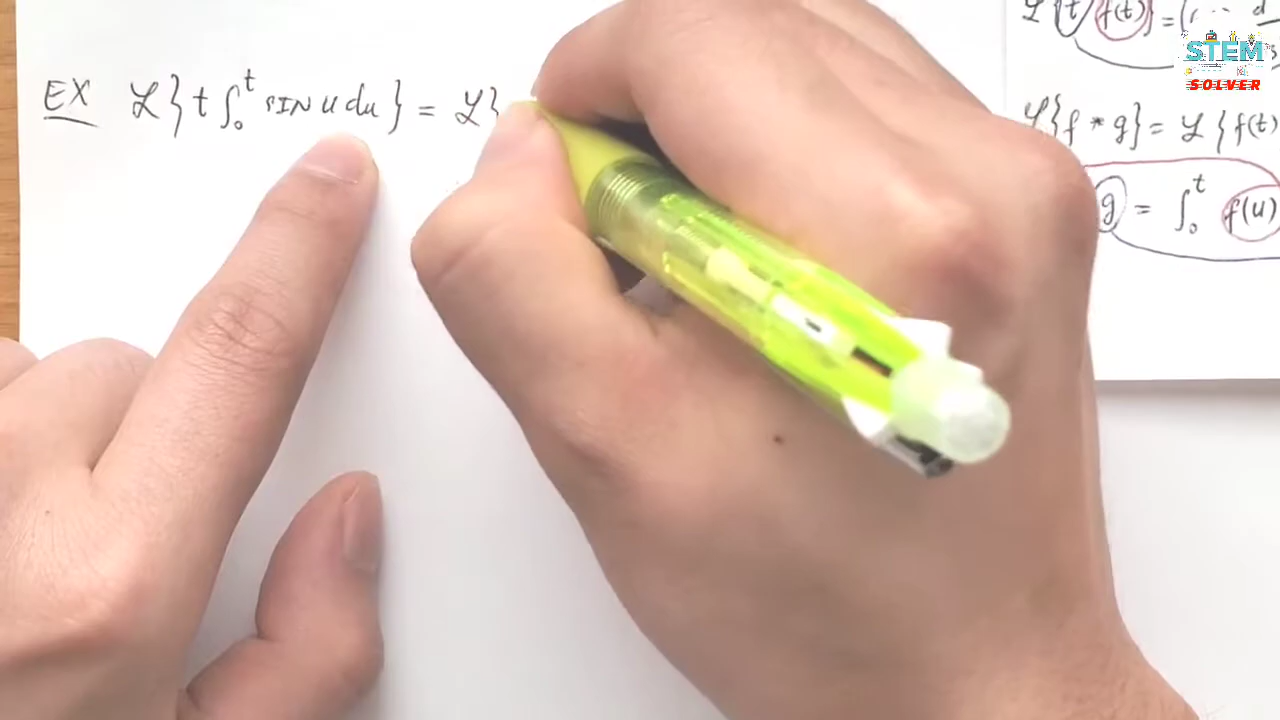 ℒ{t f(t)} = (... d
STEM
SOLVER
EX ℒ{t ∫₀ᵗ SIN u du} = ℒ{
ℒ{f * g} = ℒ{f(t)
g = ∫₀ᵗ f(u)